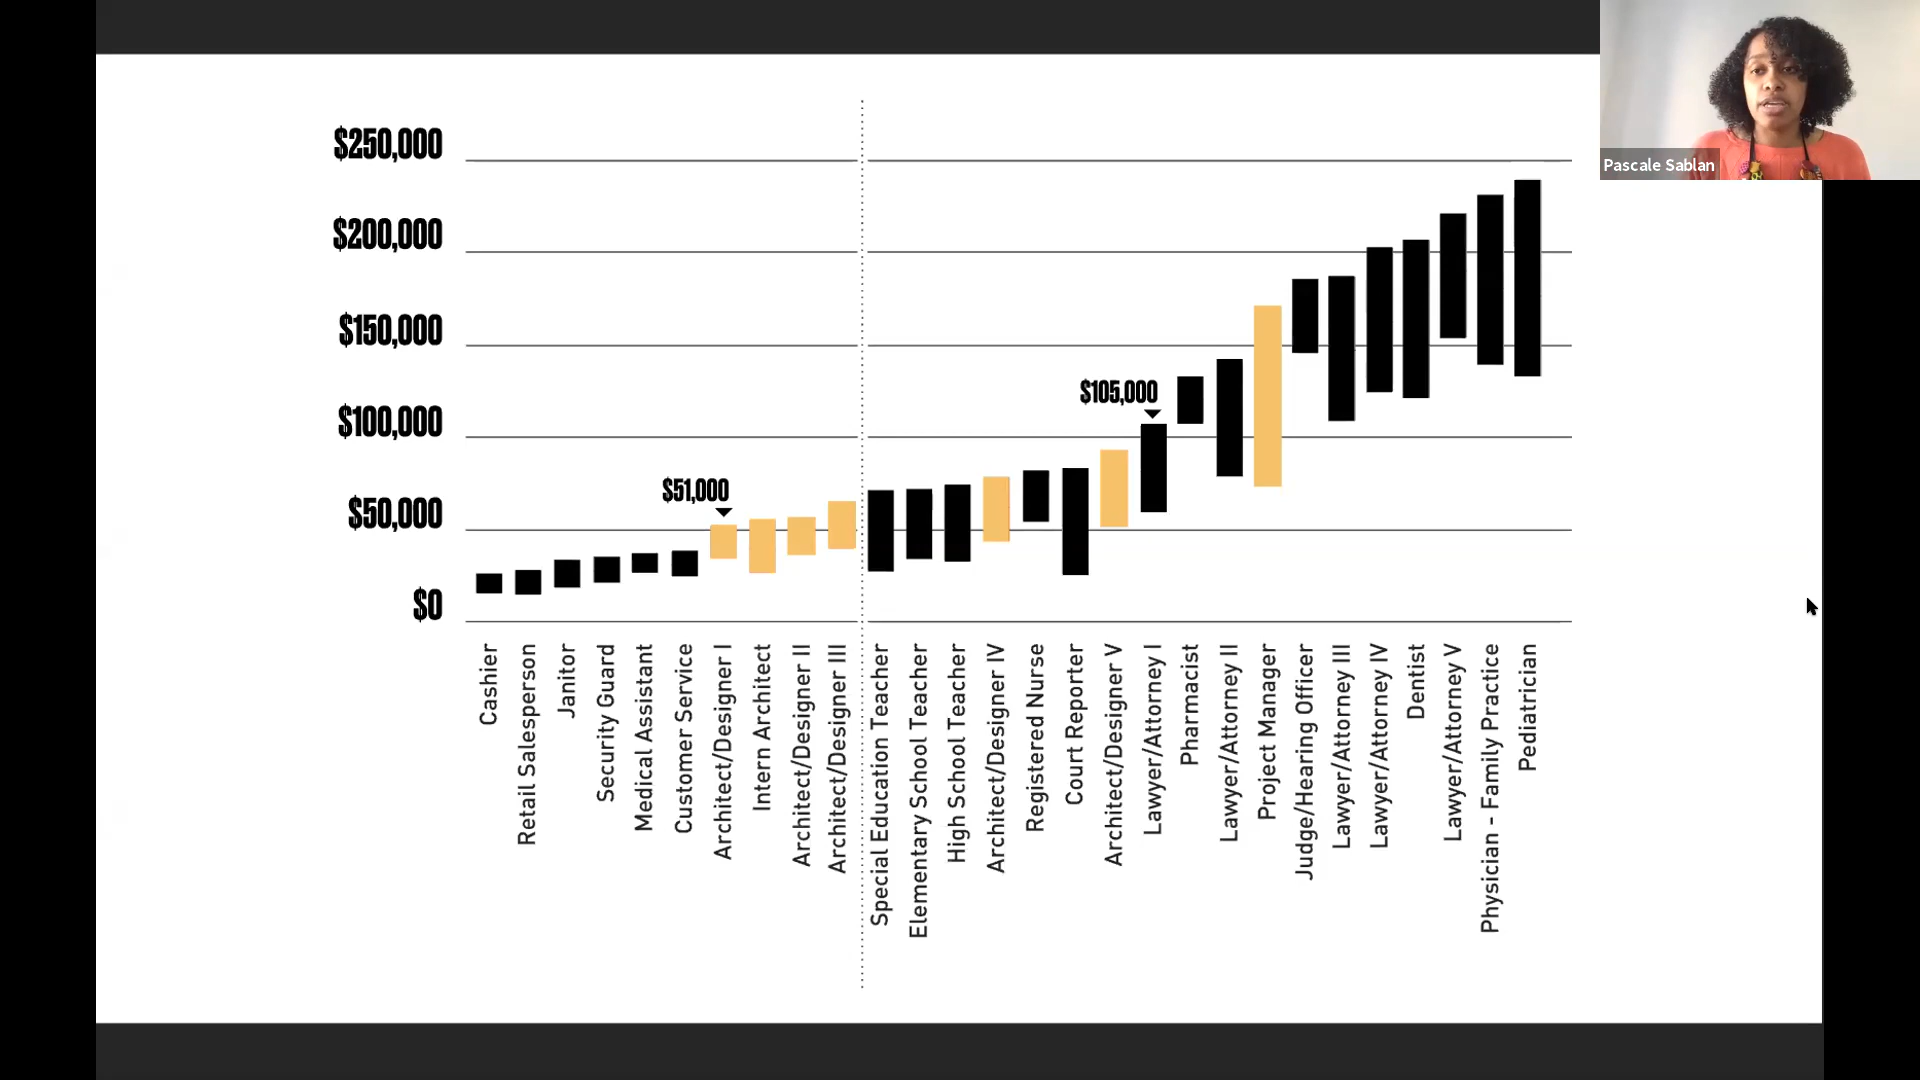 Pascale Sablan
$250,000
$200,000
$150,000
$105,000
$100,000
$51,000
$50,000
$0
Cashier
Retail Salesperson
Janitor
Security Guard
Medical Assistant
Customer Service
Architect/Designer I
Intern Architect
Architect/Designer II
Architect/Designer III
Special Education Teacher
Elementary School Teacher
High School Teacher
Architect/Designer IV
Registered Nurse
Court Reporter
Architect/Designer V
Lawyer/Attorney I
Pharmacist
Lawyer/Attorney II
Project Manager
Judge/Hearing Officer
Lawyer/Attorney III
Lawyer/Attorney IV
Dentist
Lawyer/Attorney V
Physician - Family Practice
Pediatrician